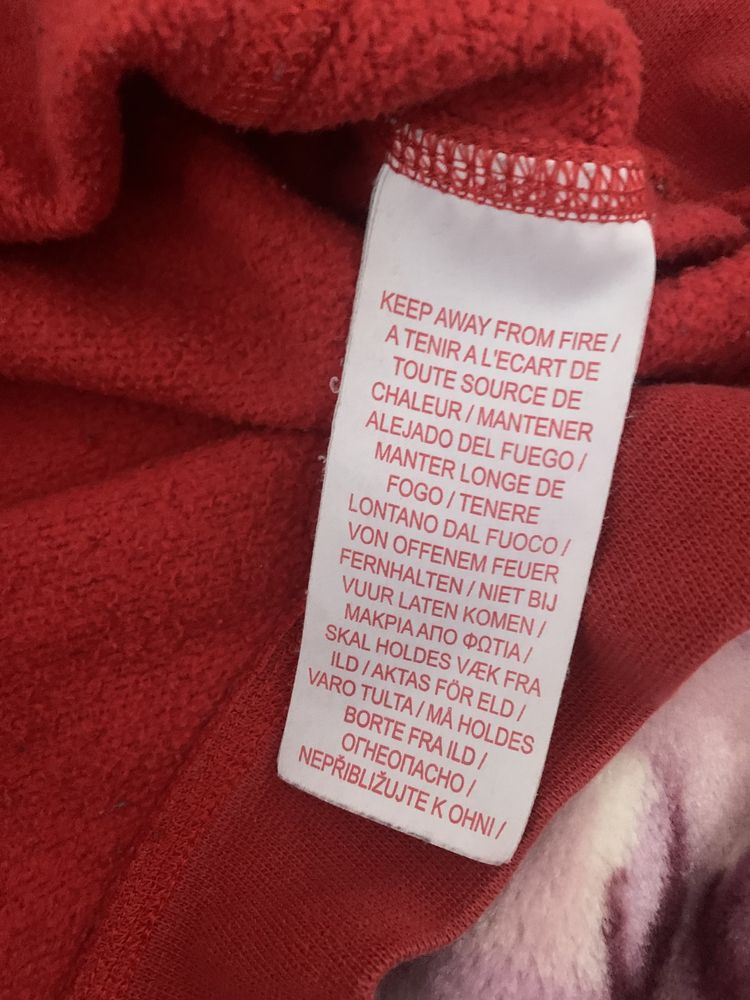 KEEP AWAY FROM FIRE /
A TENIR A L'ECART DE
TOUTE SOURCE DE
CHALEUR / MANTENER
ALEJADO DEL FUEGO /
MANTER LONGE DE
FOGO / TENERE
LONTANO DAL FUOCO /
VON OFFENEM FEUER
FERNHALTEN / NIET BIJ
VUUR LATEN KOMEN /
ΜΑΚΡΙΑ ΑΠΟ ΦΩΤΙΑ /
SKAL HOLDES VÆK FRA
ILD / AKTAS FÖR ELD /
VARO TULTA / MÅ HOLDES
BORTE FRA ILD /
ОГНЕОПАСНО /
NEPŘIBLIŽUJTE K OHNI /